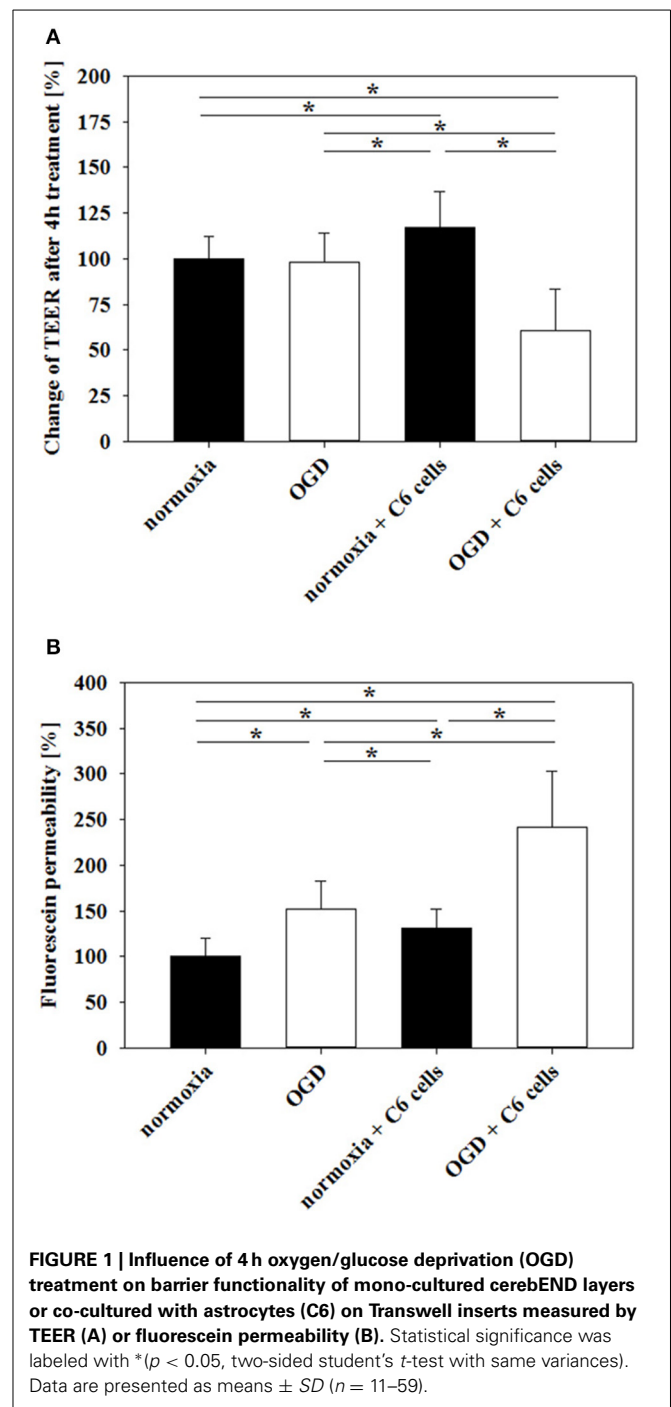 A
Change of TEER after 4h treatment [%]
200
175
150
125
100
75
50
25
0
*
*
*
*
*
normoxia
OGD
normoxia + C6 cells
OGD + C6 cells
B
Fluorescein permeability [%]
400
350
300
250
200
150
100
50
0
*
*
*
*
*
*
normoxia
OGD
normoxia + C6 cells
OGD + C6 cells
FIGURE 1 | Influence of 4 h oxygen/glucose deprivation (OGD)
treatment on barrier functionality of mono-cultured cerebEND layers
or co-cultured with astrocytes (C6) on Transwell inserts measured by
TEER (A) or fluorescein permeability (B). Statistical significance was
labeled with *(p < 0.05, two-sided student's t-test with same variances).
Data are presented as means ± SD (n = 11–59).